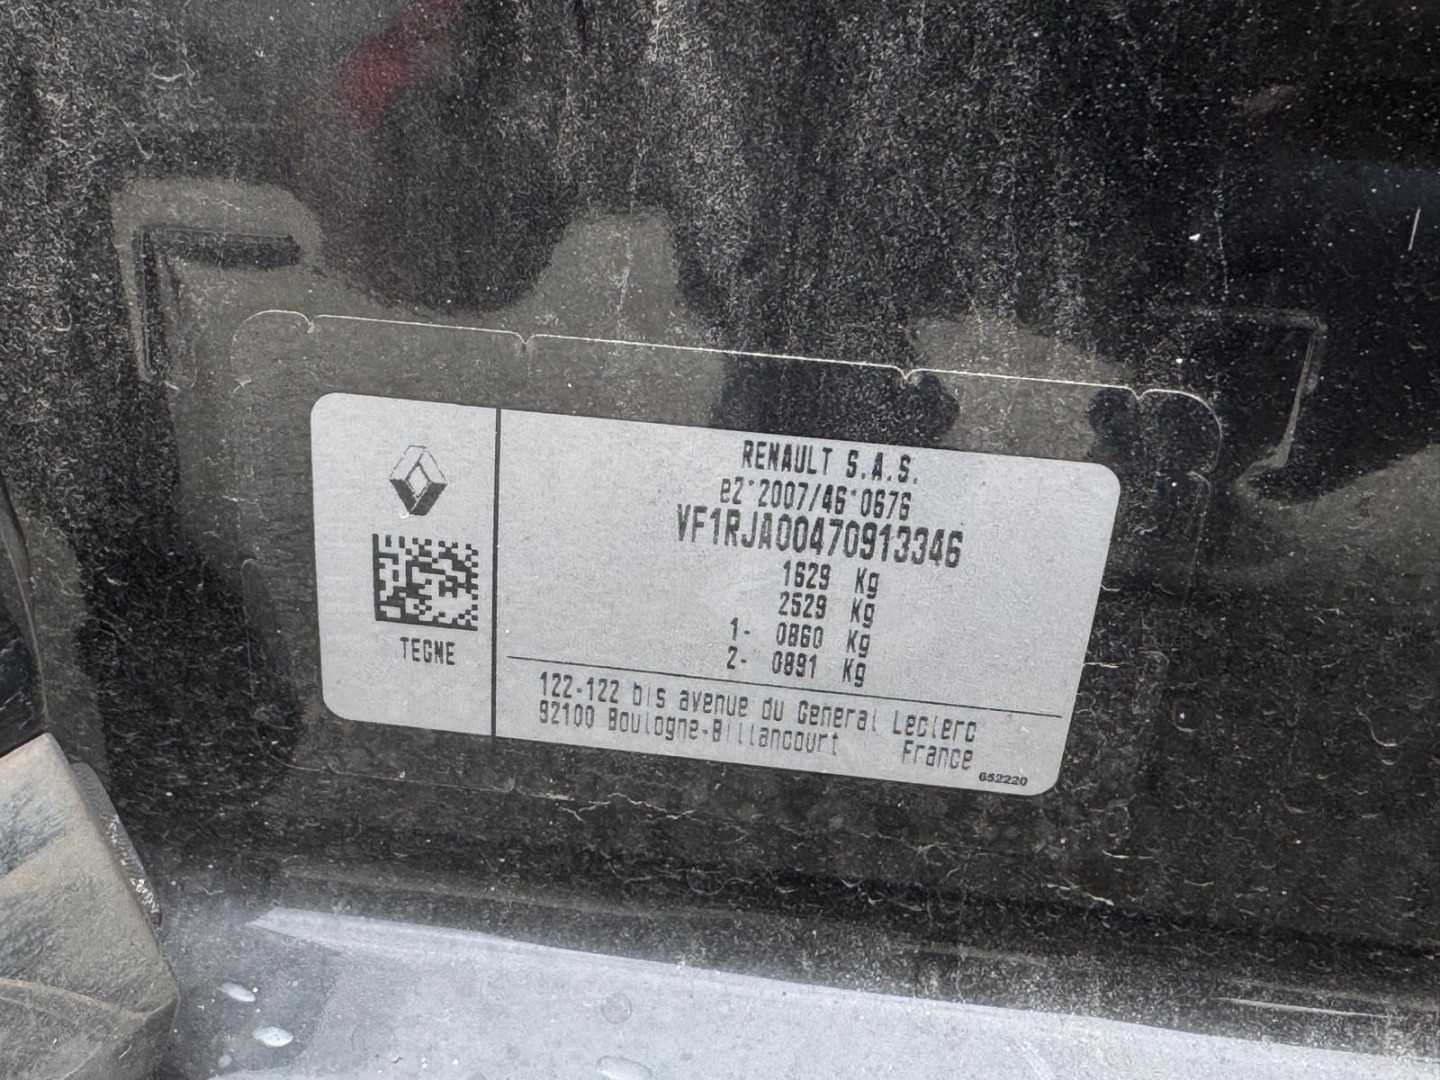 RENAULT S.A.S.
e2*2007/46*0676
VF1RJA00470913346
1629 Kg
2529 Kg
1- 0860 Kg
2- 0891 Kg
TEGNE
122-122 bis avenue du General Leclerc
92100 Boulogne-Billancourt France
652220